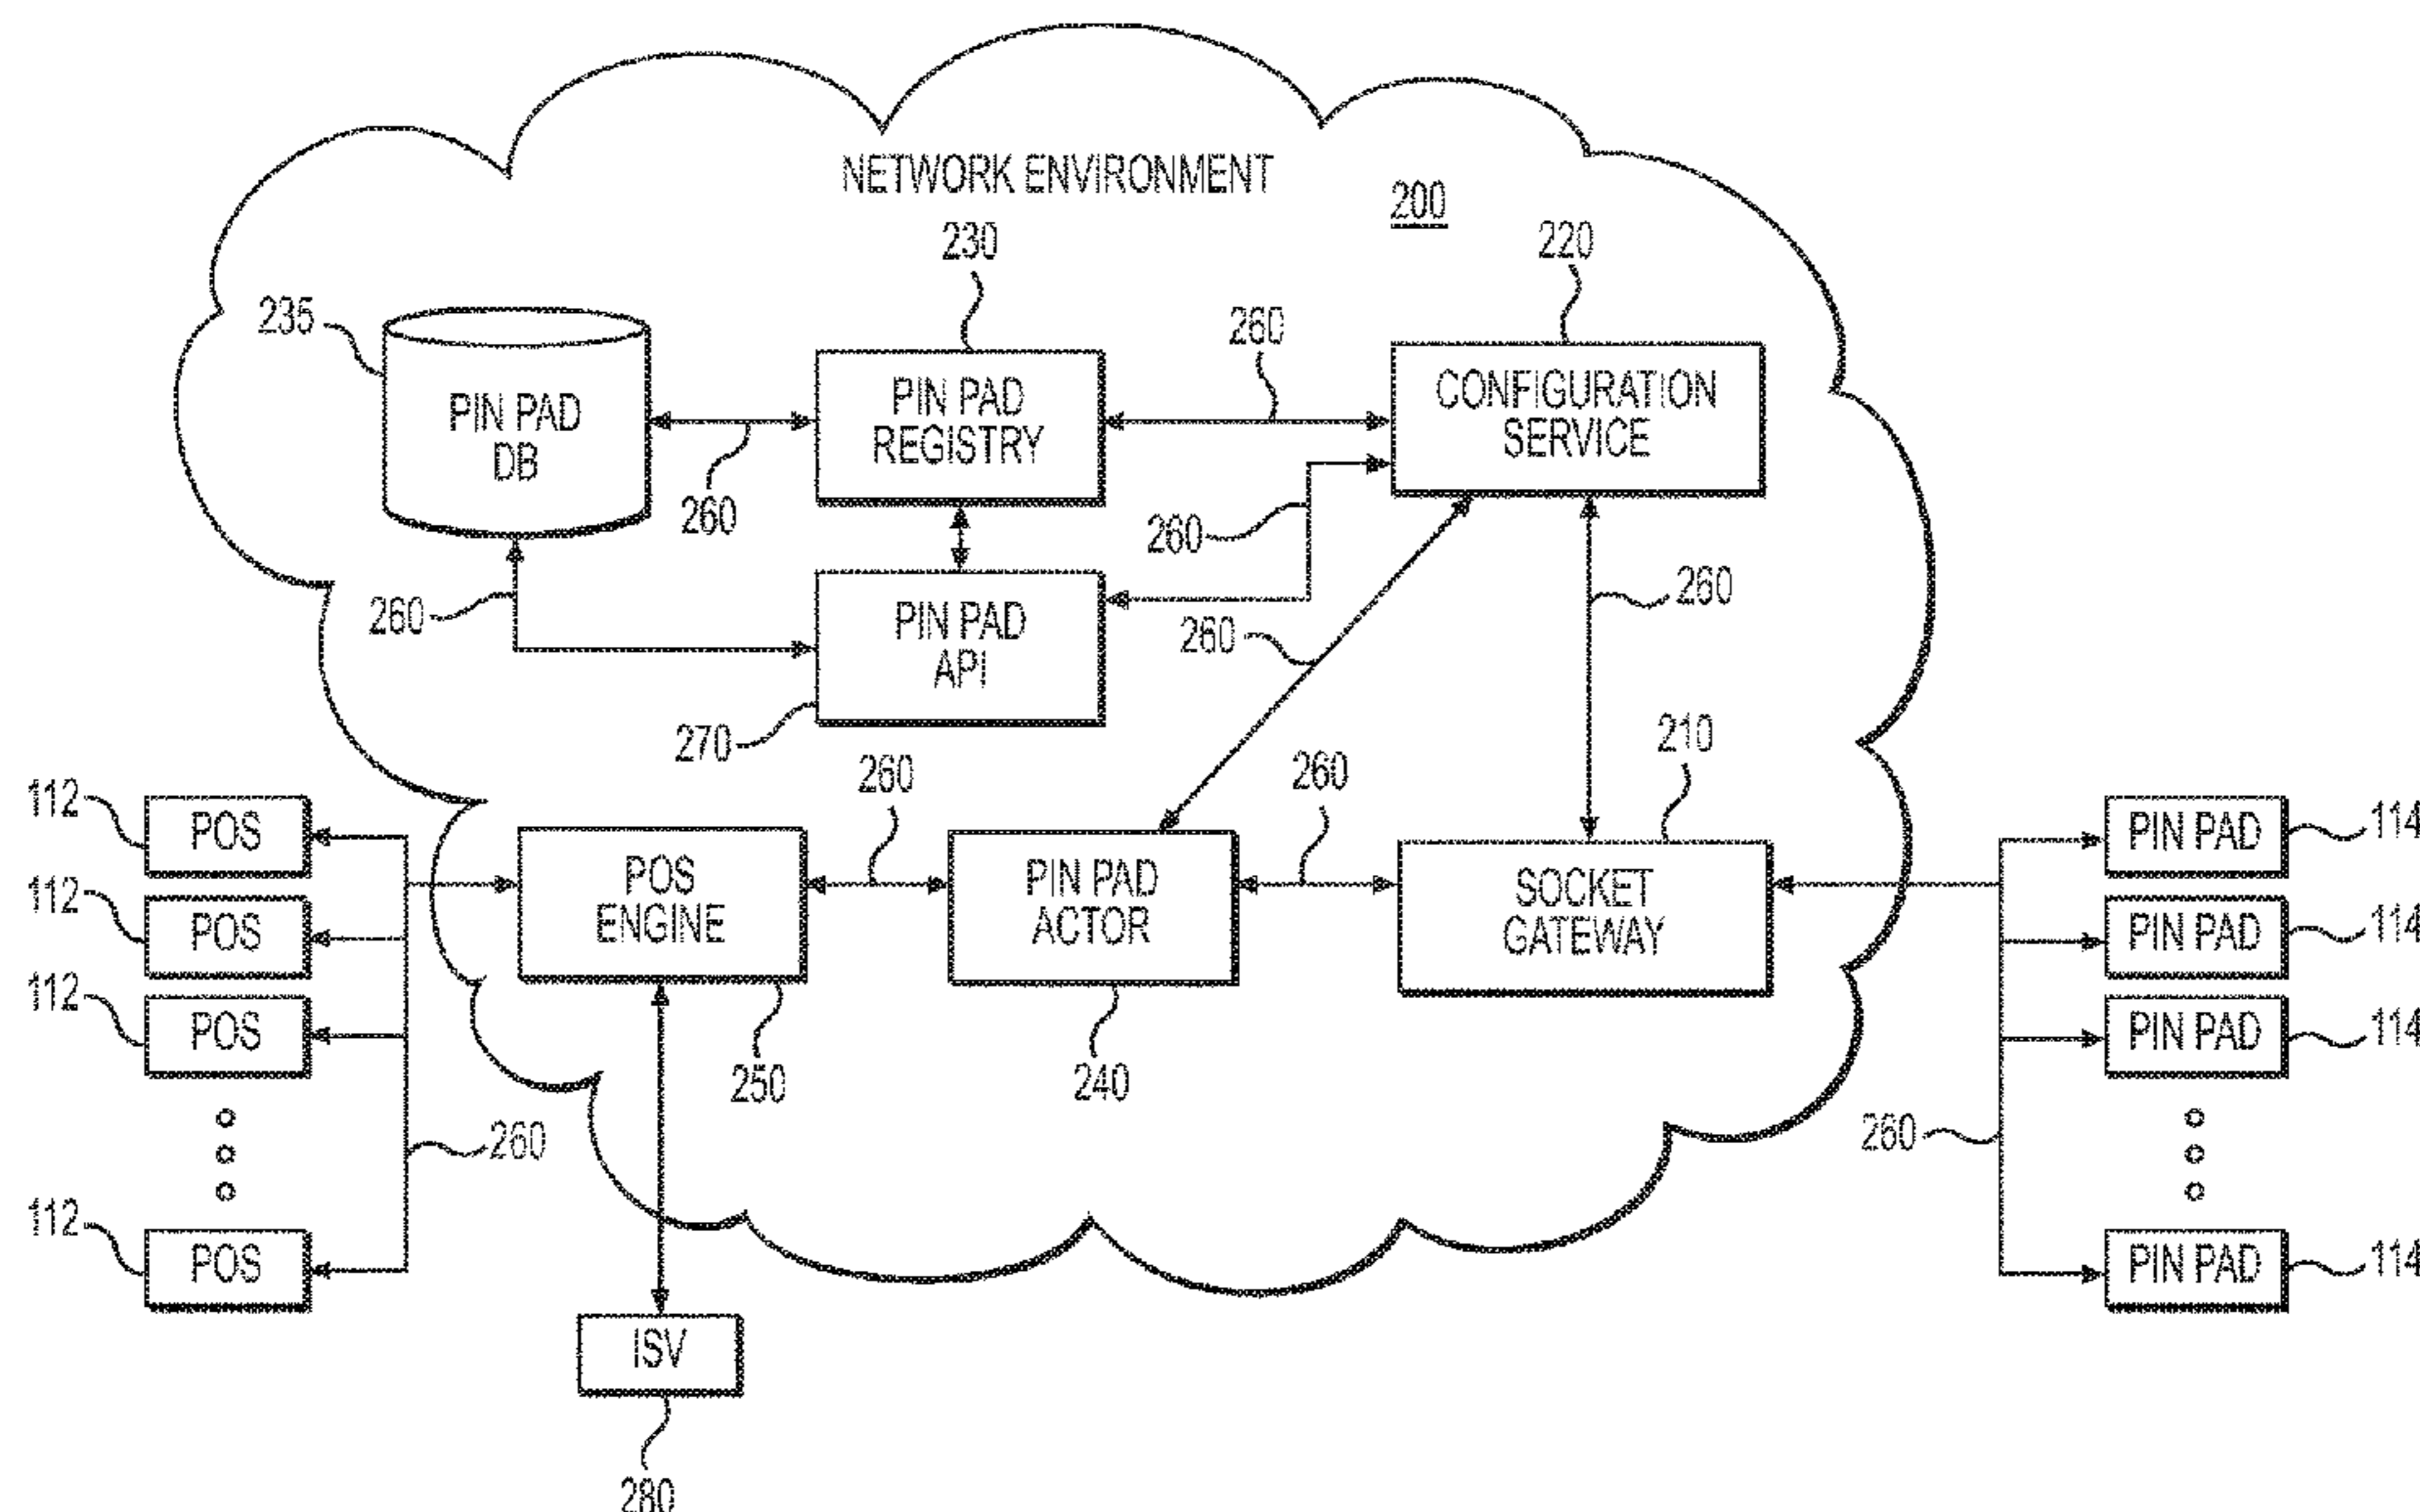 NETWORK ENVIRONMENT
200
230
220
235
260
PIN PAD
DB
PIN PAD
REGISTRY
CONFIGURATION
SERVICE
260
260
260
PIN PAD
API
260
260
270
210
260
260
112
POS
112
POS
112
POS
POS
ENGINE
PIN PAD
ACTOR
SOCKET
GATEWAY
PIN PAD
114
PIN PAD
114
PIN PAD
114
250
240
260
260
112
POS
PIN PAD
114
ISV
280